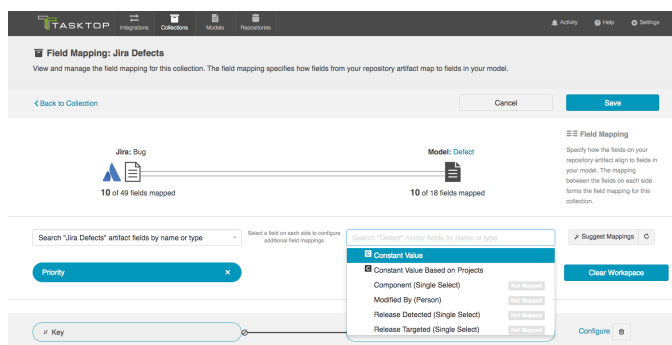 TASKTOP
Integrations
Collections
Models
Repositories
Activity
Help
Settings
Field Mapping: Jira Defects
View and manage the field mapping for this collection. The field mapping specifies how fields from your repository artifact map to fields in your model.
Back to Collection
Cancel
Save
Jira: Bug
Model: Defect
10 of 49 fields mapped
10 of 18 fields mapped
Field Mapping
Specify how the fields on your
repository artifact align to fields in
your model. The mapping
between the fields on each side
forms the field mapping for this
collection.
Search "Jira Defects" artifact fields by name or type
Select a field on each side to configure
additional field mappings
Search "Defect" model fields by name or type
Suggest Mappings
Priority
Constant Value
Constant Value Based on Projects
Component (Single Select) Not Mapped
Modified By (Person) Not Mapped
Release Detected (Single Select) Not Mapped
Release Targeted (Single Select) Not Mapped
Clear Workspace
Key
Configure